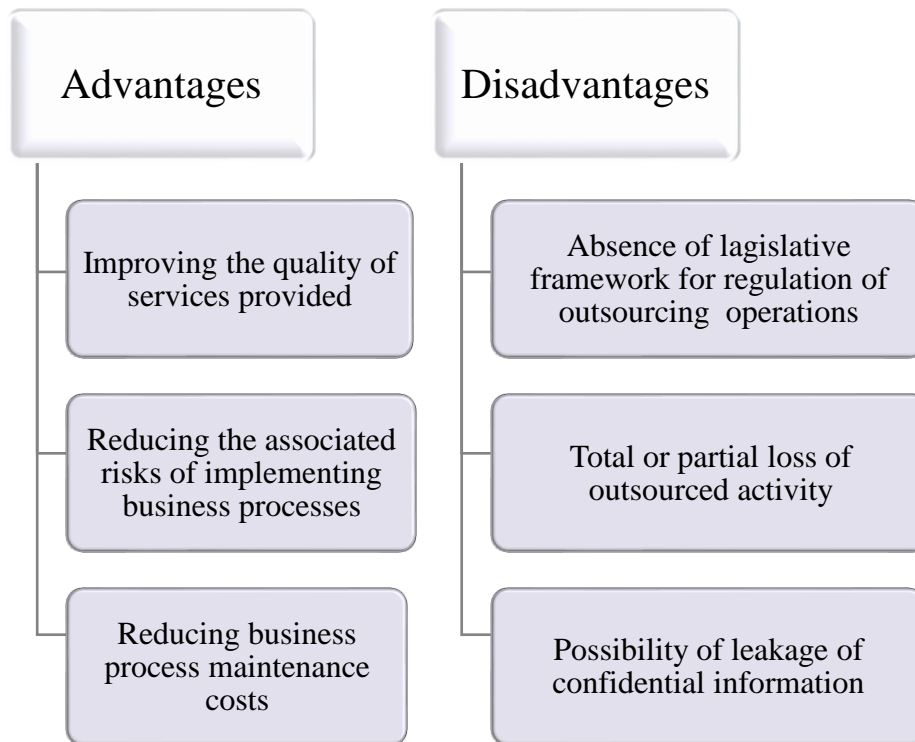 Advantages
Improving the quality of
services provided
Reducing the associated
risks of implementing
business processes
Reducing business
process maintenance
costs
Disadvantages
Absence of lagislative
framework for regulation of
outsourcing operations
Total or partial loss of
outsourced activity
Possibility of leakage of
confidential information